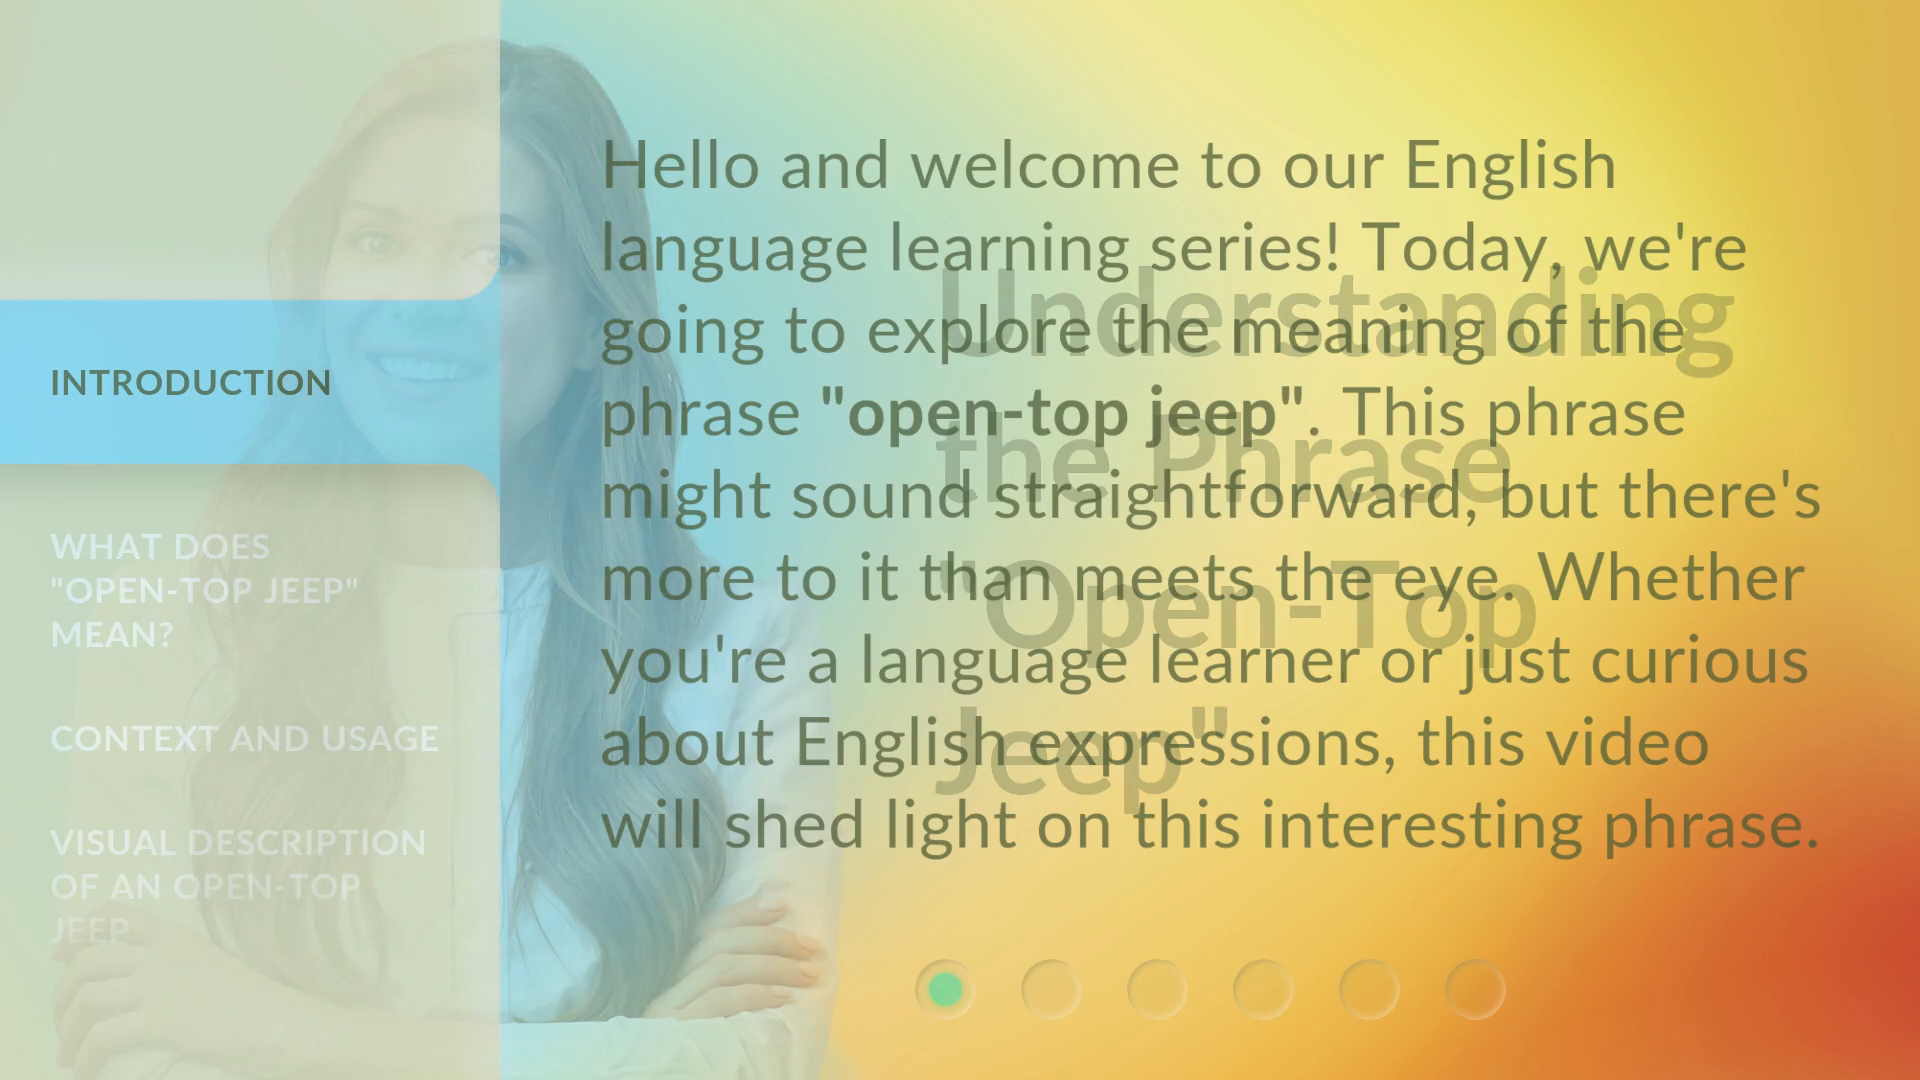 INTRODUCTION
WHAT DOES
"OPEN-TOP JEEP"
MEAN?
CONTEXT AND USAGE
VISUAL DESCRIPTION
OF AN OPEN-TOP
JEEP
Hello and welcome to our English
language learning series! Today, we're
going to explore the meaning of the
phrase "open-top jeep". This phrase
might sound straightforward, but there's
more to it than meets the eye. Whether
you're a language learner or just curious
about English expressions, this video
will shed light on this interesting phrase.
Understanding
the Phrase
"Open-Top
Jeep"